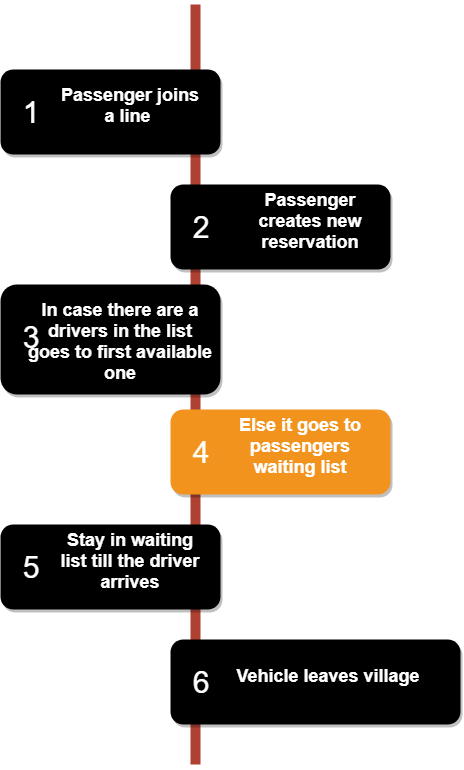 1
Passenger joins
a line
2
Passenger
creates new
reservation
3
In case there are a
drivers in the list
goes to first available
one
4
Else it goes to
passengers
waiting list
5
Stay in waiting
list till the driver
arrives
6
Vehicle leaves village